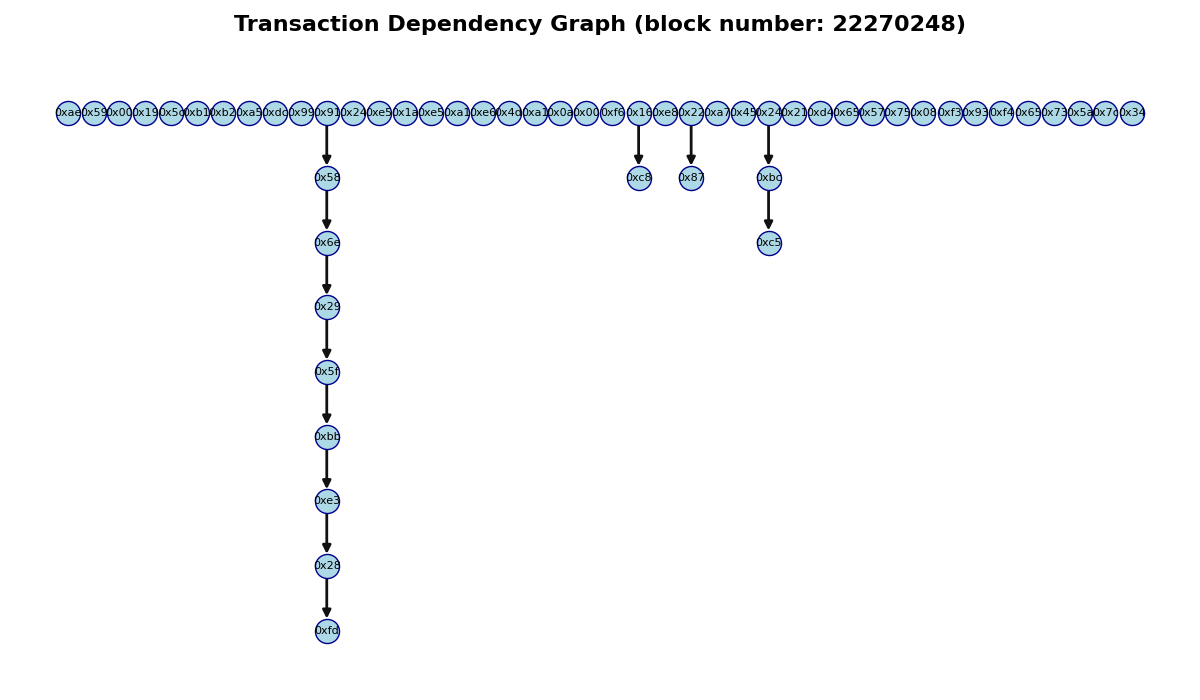 Transaction Dependency Graph (block number: 22270248)
0xae 0x59 0x00 0x19 0xb1 0xb2 0xa5 0xdc 0x99 0x91 0x24 0xe5 0x1a 0xe5 0xa1 0xe6 0xa1 0x0a 0x00 0xf6 0x16 0xe8 0x22 0xa7 0x45 0x24 0x21 0xd4 0x65 0x57 0x75 0x08 0xf3 0x93 0xf4 0x65 0x73 0x5a 0x7c 0x34
0x58 0xc8 0x87 0xbc
0x6e 0xc5
0x29
0x5f
0xbb
0xe3
0x28
0xfd